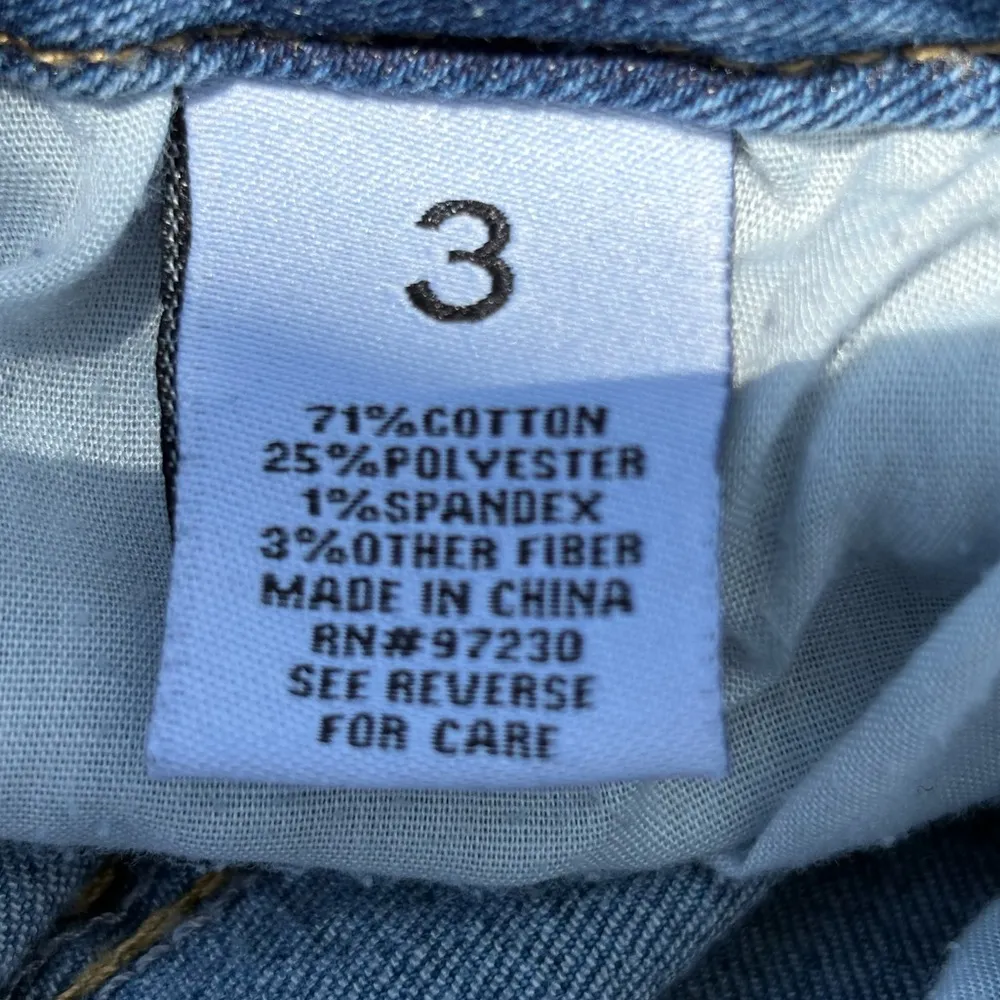 3
71%COTTON
25%POLYESTER
1%SPANDEX
3%OTHER FIBER
MADE IN CHINA
RN#97230
SEE REVERSE
FOR CARE